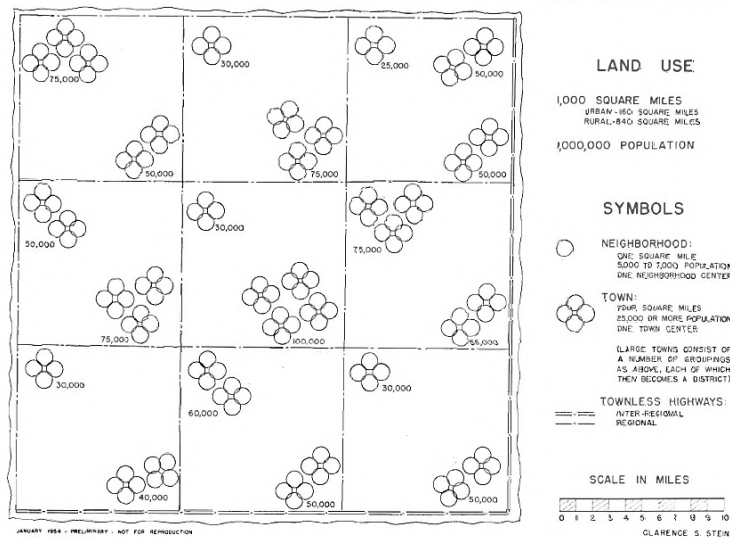 75,000
30,000
25,000
50,000
50,000
75,000
50,000
50,000
30,000
75,000
75,000
100,000
55,000
30,000
60,000
30,000
40,000
50,000
50,000
JANUARY 1954 - PRELIMINARY - NOT FOR REPRODUCTION
LAND USE
1,000 SQUARE MILES
URBAN-160 SQUARE MILES
RURAL-840 SQUARE MILES
1,000,000 POPULATION
SYMBOLS
NEIGHBORHOOD:
ONE SQUARE MILE
5,000 TO 7,000 POPULATION
ONE NEIGHBORHOOD CENTER
TOWN:
FOUR SQUARE MILES
25,000 OR MORE POPULATION
ONE TOWN CENTER
(LARGE TOWNS CONSIST OF
A NUMBER OF GROUPINGS
AS ABOVE, EACH OF WHICH
THEN BECOMES A DISTRICT)
TOWNLESS HIGHWAYS:
INTER-REGIONAL
REGIONAL
SCALE IN MILES
0 1 2 3 4 5 6 7 8 9 10
CLARENCE S. STEIN